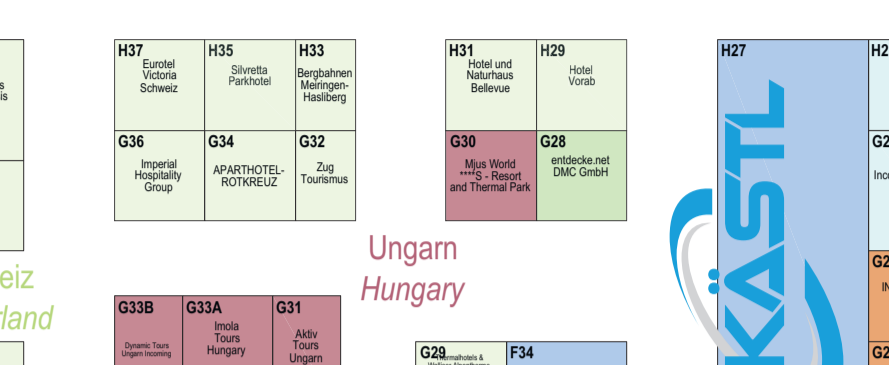 H37
Eurotel
Victoria
Schweiz
H35
Silvretta
Parkhotel
H33
Bergbahnen
Meiringen-
Hasliberg
H31
Hotel und
Naturhaus
Bellevue
H29
Hotel
Vorab
H27
G36
Imperial
Hospitality
Group
G34
APARTHOTEL-
ROTKREUZ
G32
Zug
Tourismus
G30
Mjus World
****S - Resort
and Thermal Park
G28
entdecke.net
DMC GmbH
KÄSTL
Ungarn
Hungary
G33B
Dynamic Tours
Ungarn Incoming
G33A
Imola
Tours
Hungary
G31
Aktiv
Tours
Ungarn
G29
Thermalhotels &
F34